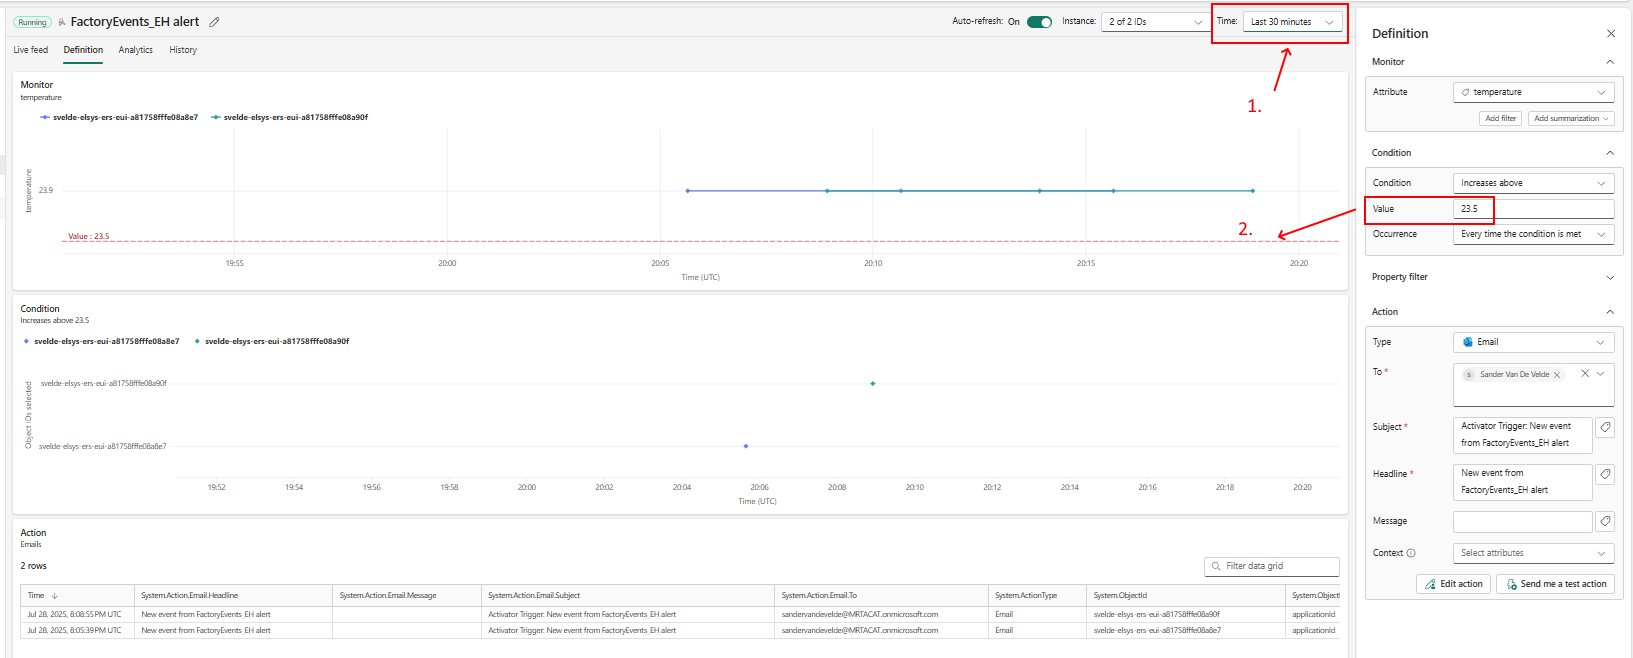 Running FactoryEvents_EH alert
Auto-refresh: On Instance: 2 of 2 IDs Time: Last 30 minutes
Live feed Definition Analytics History
1.
Monitor
temperature
svelde-elsys-ers-eui-a81758fffe08a8e7 svelde-elsys-ers-eui-a81758fffe08a90f
temperature
23.9
Value : 23.5
2.
19:55 20:00 20:05 20:10 20:15 20:20
Time (UTC)
Condition
Increases above 23.5
svelde-elsys-ers-eui-a81758fffe08a8e7 svelde-elsys-ers-eui-a81758fffe08a90f
Object IDs selected
svelde-elsys-ers-eui-a81758fffe08a90f
svelde-elsys-ers-eui-a81758fffe08a8e7
19:52 19:54 19:56 19:58 20:00 20:02 20:04 20:06 20:08 20:10 20:12 20:14 20:16 20:18 20:20
Time (UTC)
Action
Emails
2 rows
Filter data grid
Time System.Action.Email.Headline System.Action.Email.Message System.Action.Email.Subject System.Action.Email.To System.ActionType System.ObjectId System.Object
Jul 28, 2025, 8:08:55 PM UTC New event from FactoryEvents_EH alert Activator Trigger: New event from FactoryEvents_EH alert sandervandevelde@MRTACAT.onmicrosoft.com Email svelde-elsys-ers-eui-a81758fffe08a90f applicationId
Jul 28, 2025, 8:05:39 PM UTC New event from FactoryEvents_EH alert Activator Trigger: New event from FactoryEvents_EH alert sandervandevelde@MRTACAT.onmicrosoft.com Email svelde-elsys-ers-eui-a81758fffe08a8e7 applicationId
Definition
Monitor
Attribute temperature
Add filter Add summarization
Condition
Condition Increases above
Value 23.5
Occurrence Every time the condition is met
Property filter
Action
Type Email
To * S Sander Van De Velde
Subject * Activator Trigger: New event
from FactoryEvents_EH alert
Headline * New event from
FactoryEvents_EH alert
Message
Context Select attributes
Edit action Send me a test action